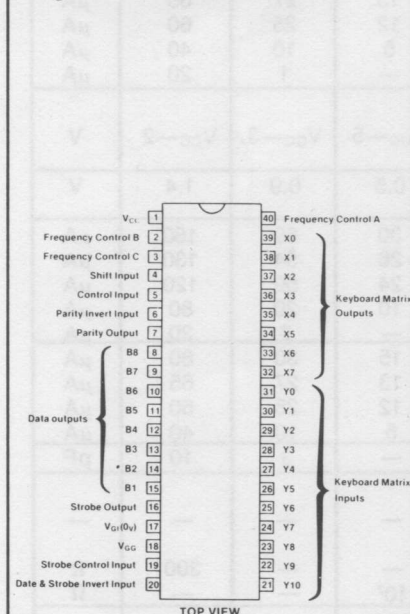 V_CC 1 40 Frequency Control A
Frequency Control B 2 39 X0
Frequency Control C 3 38 X1
Shift Input 4 37 X2
Control Input 5 36 X3
Parity Invert Input 6 35 X4
Parity Output 7 34 X5
B8 8 33 X6
B7 9 32 X7
B6 10 31 Y0
B5 11 30 Y1
B4 12 29 Y2
B3 13 28 Y3
B2 14 27 Y4
B1 15 26 Y5
Strobe Output 16 25 Y6
17 24 Y7
V_GG 18 23 Y8
Strobe Control Input 19 22 Y9
Date & Strobe Invert Input 20 21 Y10
Data outputs
Keyboard Matrix
Outputs
Keyboard Matrix
Inputs
TOP VIEW